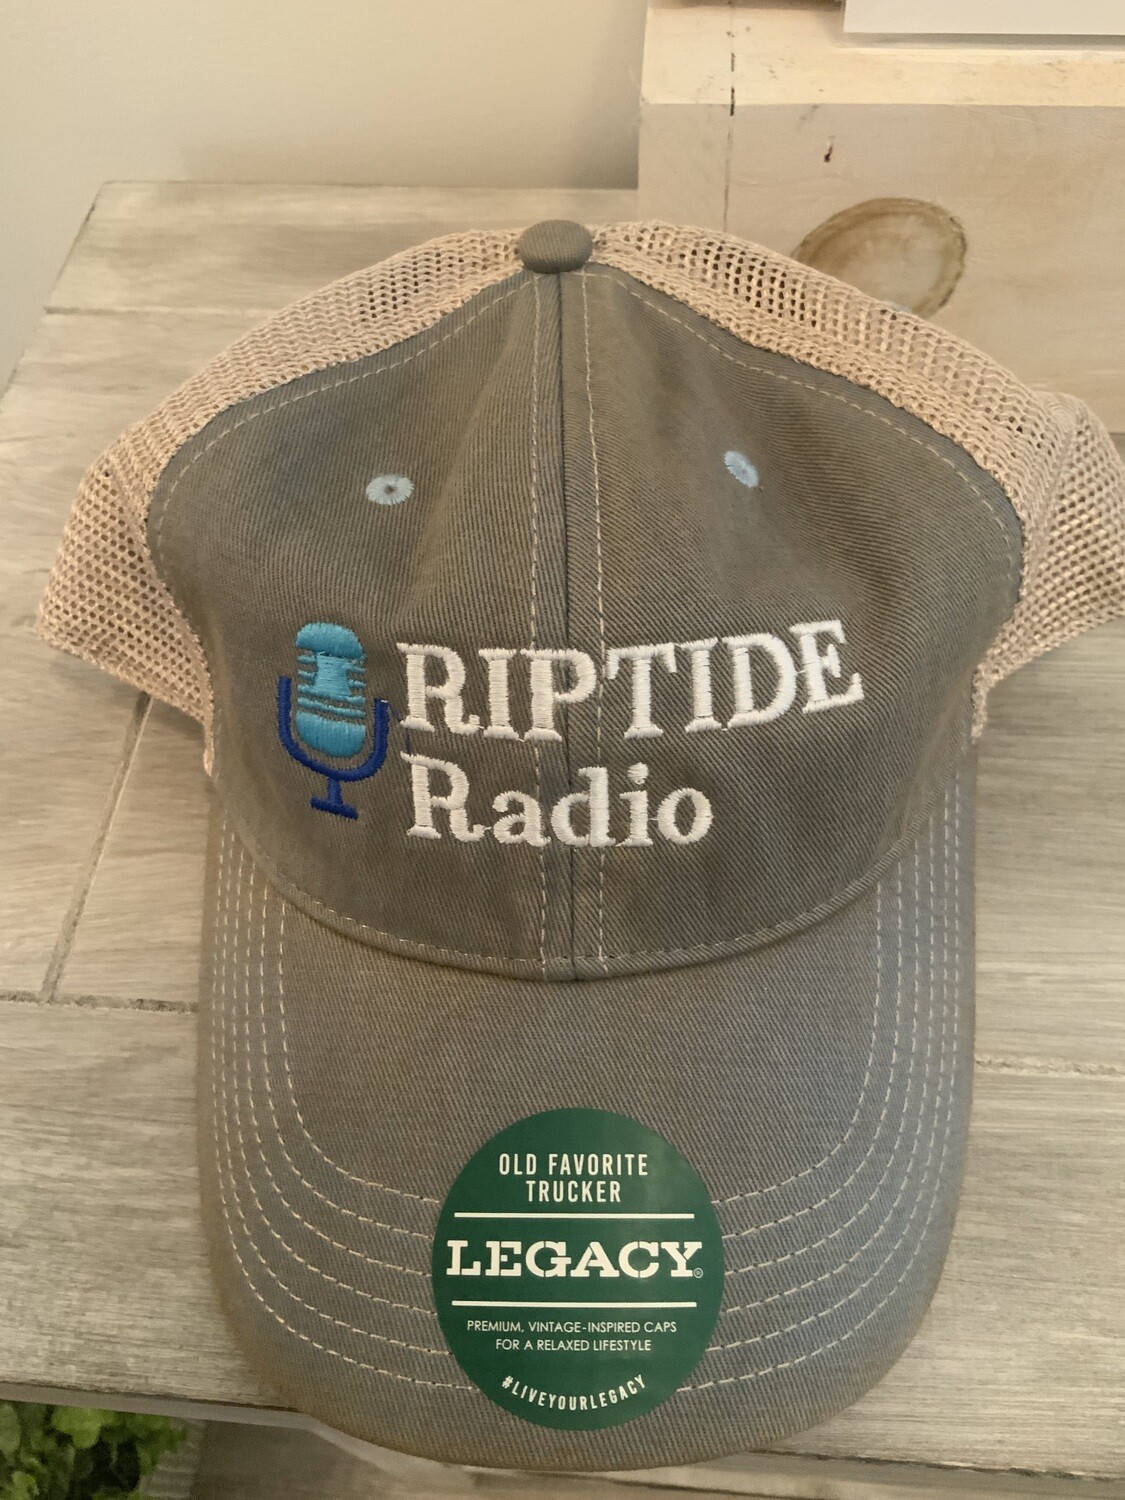 RIPTIDE
Radio
OLD FAVORITE
TRUCKER
LEGACY®
PREMIUM, VINTAGE-INSPIRED CAPS
FOR A RELAXED LIFESTYLE
#LIVEYOURLEGACY